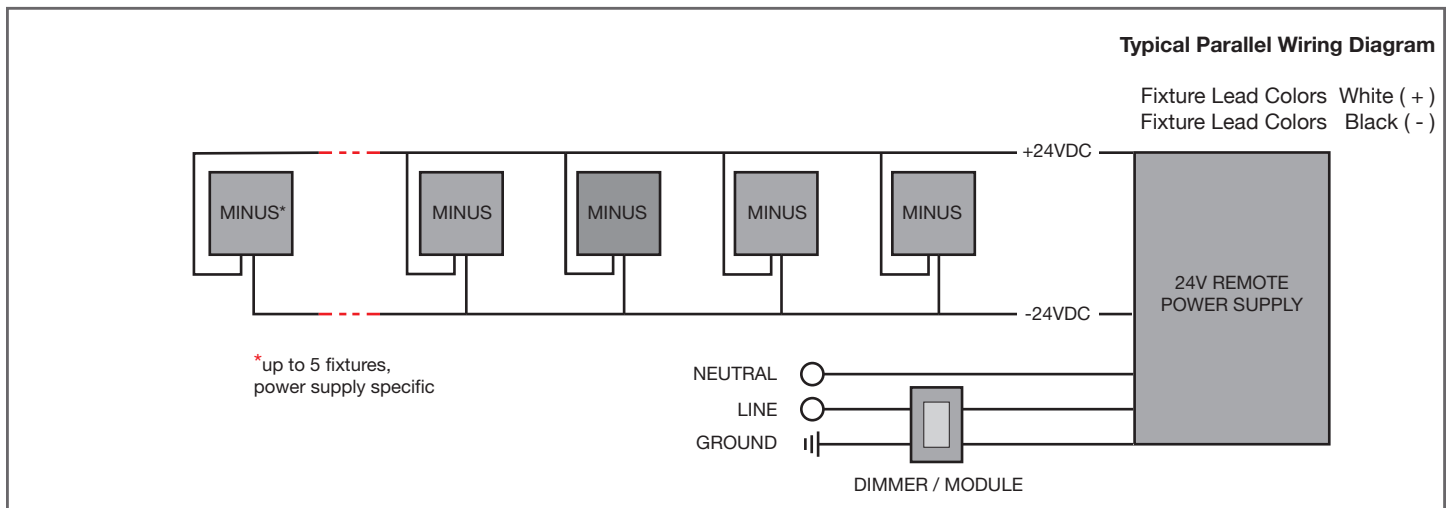 Typical Parallel Wiring Diagram
Fixture Lead Colors White ( + )
Fixture Lead Colors Black ( - )
+24VDC
MINUS*
MINUS
MINUS
MINUS
MINUS
24V REMOTE
POWER SUPPLY
-24VDC
*up to 5 fixtures,
power supply specific
NEUTRAL
LINE
GROUND
DIMMER / MODULE